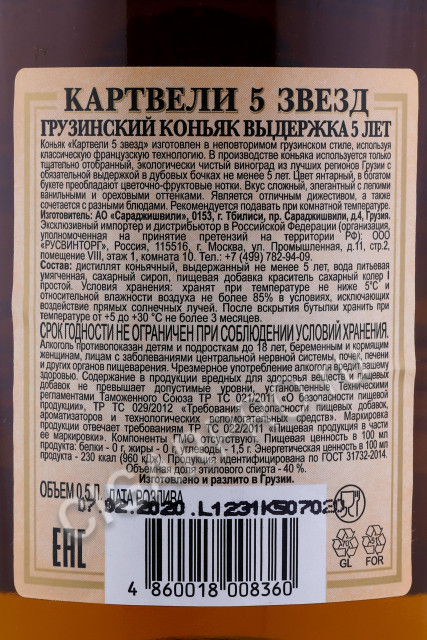 КАРТВЕЛИ 5 ЗВЕЗД
ГРУЗИНСКИЙ КОНЬЯК ВЫДЕРЖКА 5 ЛЕТ
Коньяк «Картвели 5 звезд» изготовлен в неповторимом грузинском стиле, используя
классическую французскую технологию. В производстве коньяка используется только
тщательно отобранный, экологически чистый виноград из лучших регионов Грузии с
обязательной выдержкой в дубовых бочках не менее 5 лет. Цвет янтарный, в богатом
букете преобладают цветочно-фруктовые нотки. Вкус сложный, элегантный с легкими
ванильными и ореховыми оттенками. Является отличным дижестивом, а также
сочетается с разными блюдами. Рекомендуется подавать при комнатной температуре.
Изготовитель: АО «Сараджишвили», 0153, г. Тбилиси, пр. Сараджишвили, д.4, Грузия.
Эксклюзивный импортер и дистрибьютор в Российской Федерации (организация,
уполномоченная на принятие претензий на территории РФ): ООО
«РУСВИНТОРГ», Россия, 115516, г. Москва, ул. Промышленная, д.11, стр.2,
помещение VIII, этаж 1, комната 10. Тел.: +7 (499) 782-94-09.
Состав: дистиллят коньячный, выдержанный не менее 5 лет, вода питьевая
умягченная, сахарный сироп, пищевая добавка краситель сахарный колер I
простой. Условия хранения: хранят при температуре не ниже 5°С и
относительной влажности воздуха не более 85% в условиях, исключающих
воздействие прямых солнечных лучей. После вскрытия бутылки хранить при
температуре от +5 до +30 °С не более 3 месяцев.
СРОК ГОДНОСТИ НЕ ОГРАНИЧЕН ПРИ СОБЛЮДЕНИИ УСЛОВИЙ ХРАНЕНИЯ.
Алкоголь противопоказан детям и подросткам до 18 лет, беременным и кормящим
женщинам, лицам с заболеваниями центральной нервной системы, почек, печени
и других органов пищеварения. Чрезмерное употребление алкоголя вредит вашему
здоровью. Содержание в продукции вредных для здоровья веществ и пищевых
добавок не превышает допустимые уровни, установленные Техническими
регламентами Таможенного Союза ТР ТС 021/2011 «О безопасности пищевой
продукции», ТР ТС 029/2012 «Требования безопасности пищевых добавок,
ароматизаторов и технологических вспомогательных средств». Маркировка
продукции отвечает требованиям ТР ТС 022/2011 «Пищевая продукция в части
ее маркировки». Компоненты ГМО отсутствуют. Пищевая ценность в 100 мл
продукта: белки - 0 г, жиры - 0 г, углеводы - 1,5 г. Энергетическая ценность в 100 мл
продукта - 230 ккал (960 кДж). Продукция идентифицирована по ГОСТ 31732-2014.
Объемная доля этилового спирта - 40 %.
Изготовлено и разлито в Грузии.
ОБЪЕМ 0,5 Л. ДАТА РОЗЛИВА
07.02.2020 .L1231K507020
EAC
70 GL
81 FOR
4 860018 008360